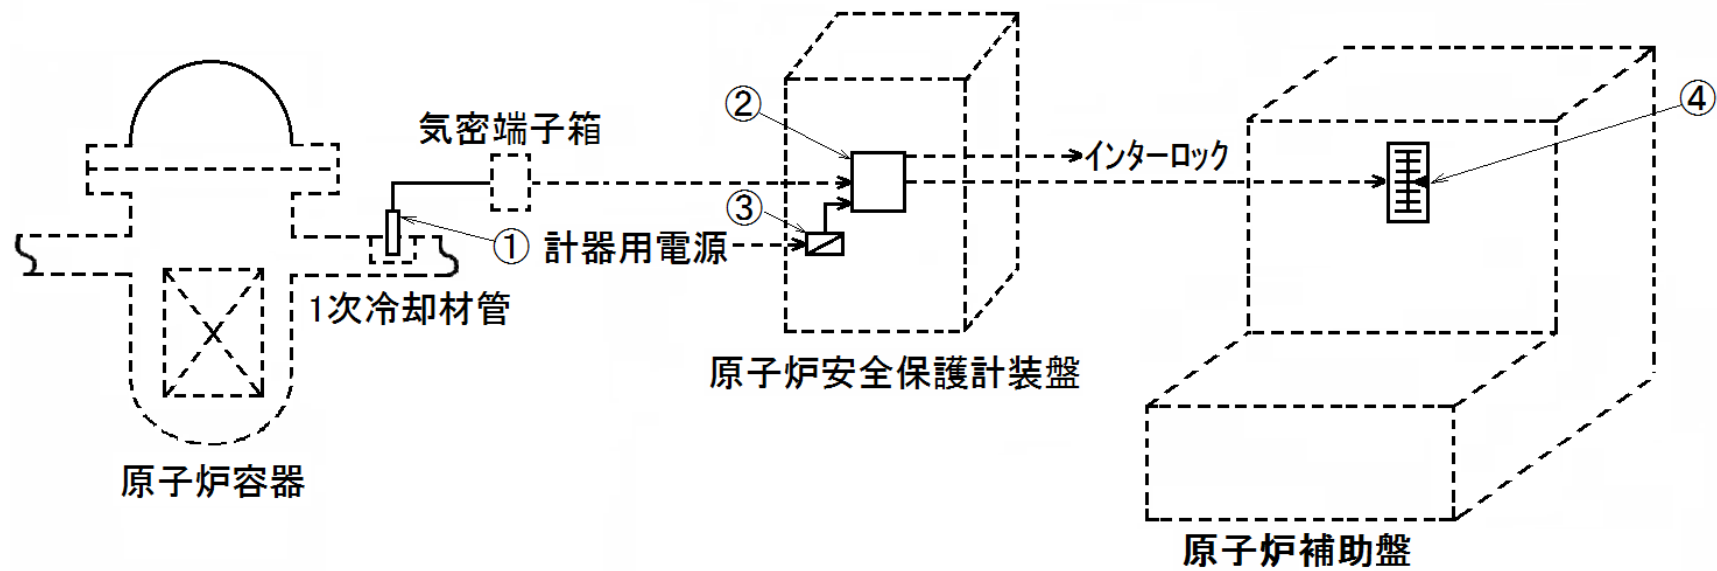 ④
②
気密端子箱
インターロック
③
① 計器用電源
1次冷却材管
原子炉安全保護計装盤
原子炉容器
原子炉補助盤